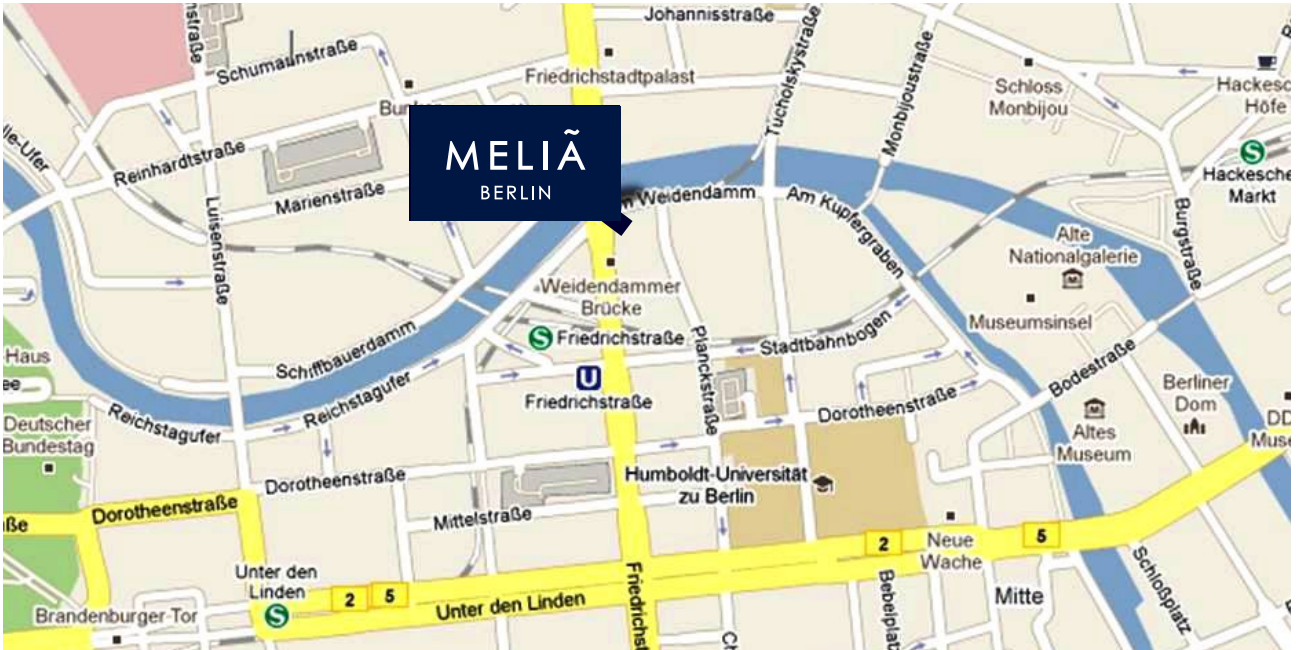 Johannisstraße
Schumannstraße
Friedrichstadtpalast
Tucholskystraße
Monbijoustraße
Schloss
Monbijou
Hackesc
Höfe
Reinhardtstraße
MELIÃ
BERLIN
Hackesche
Markt
Marienstraße
Luisenstraße
Weidendamm
Am Kupfergraben
Burgstraße
Alte
Nationalgalerie
Weidendammer
Brücke
Museumsinsel
Friedrichstraße
Planckstraße
Stadtbahnbogen
Schiffbauerdamm
Haus
Bodestraße
U
Friedrichstraße
Berliner
Dom
Reichstagufer
Reichstagufer
Dorotheenstraße
Deutscher
Bundestag
Altes
Museum
Dorotheenstraße
Humboldt-Universität
zu Berlin
Dorotheenstraße
Mittelstraße
2
5
Neue
Wache
Unter den
Linden
2
5
Unter den Linden
Schloßplatz
Bebelplatz
Mitte
Brandenburger Tor
S
S
S